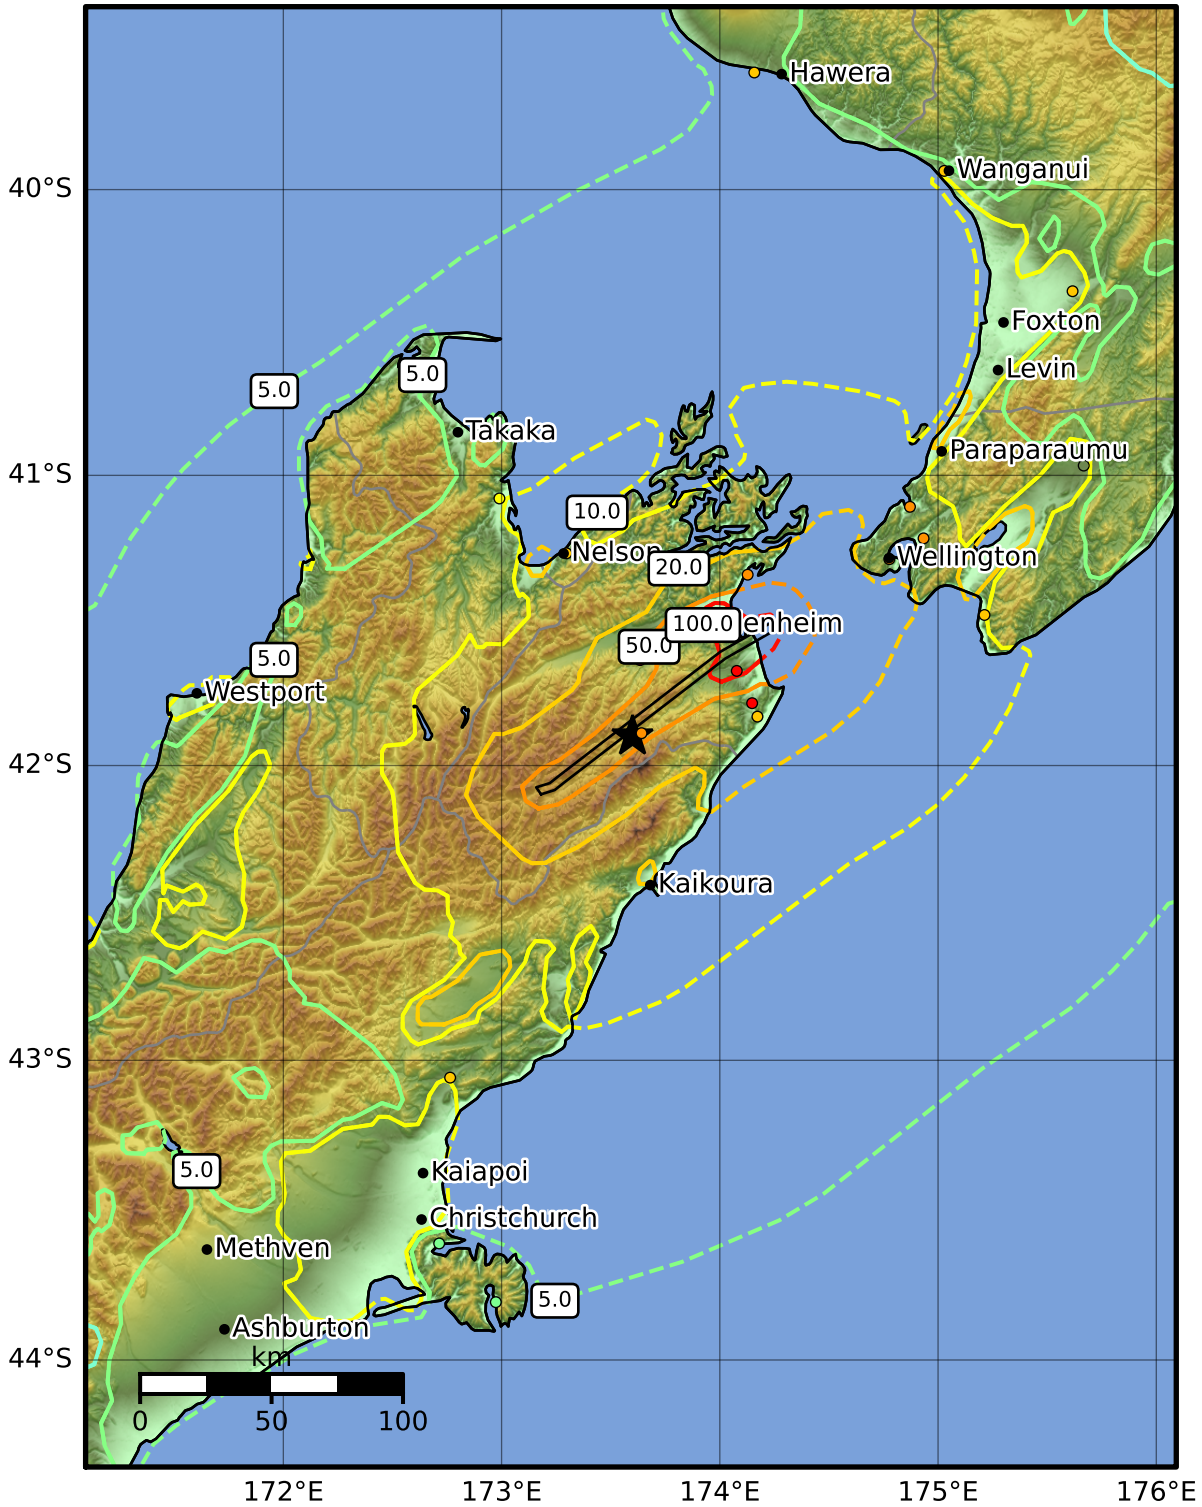 Hawera
Wanganui
40°S
Foxton
Levin
5.0
5.0
Takaka
Paraparaumu
41°S
10.0
Nelson
Wellington
20.0
100.0
enheim
50.0
5.0
Westport
42°S
Kaikoura
43°S
5.0
Kaiapoi
Christchurch
Methven
5.0
Ashburton
km
44°S
0 50 100
172°E 173°E 174°E 175°E 176°E